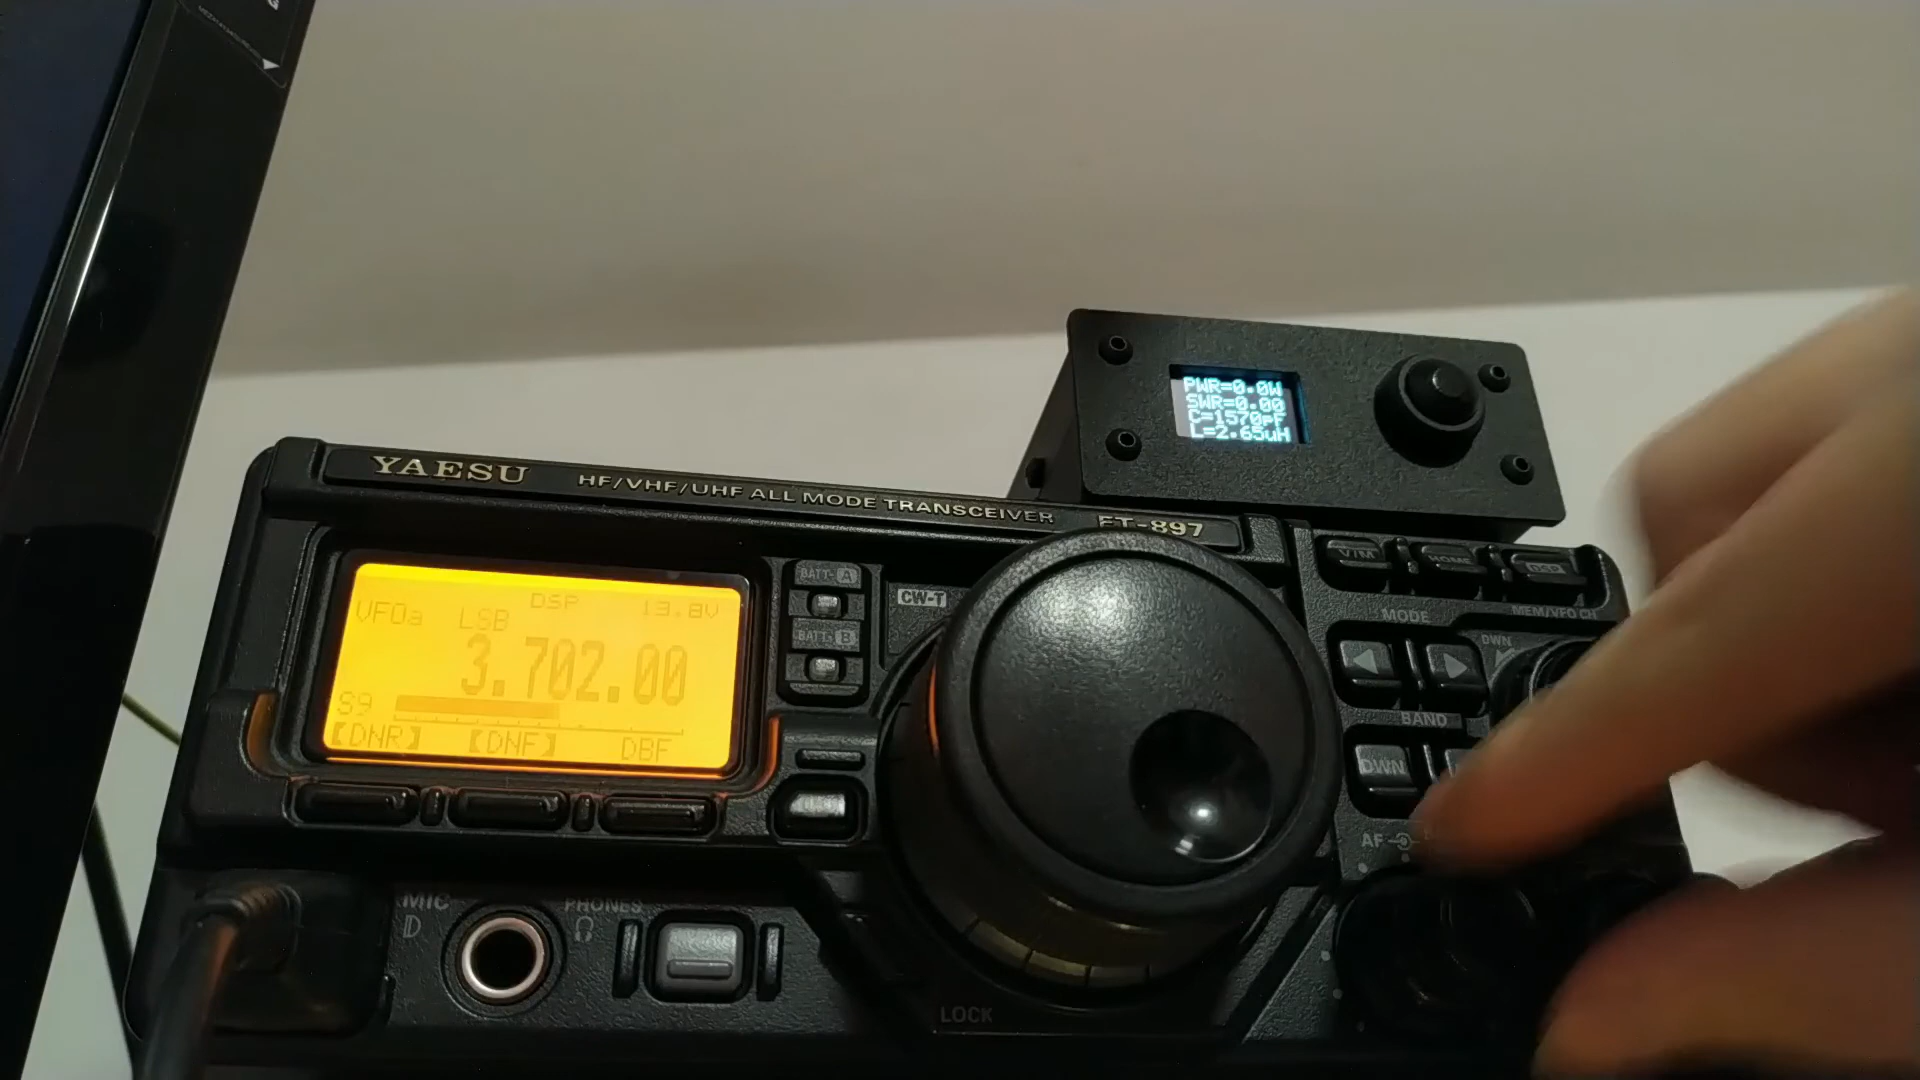 PWR=0.0W
SWR=0.00
C=1570pF
L=2.65uH
YAESU
HF/VHF/UHF ALL MODE TRANSCEIVER
FT-897
V/M
HOME
DSP
BATT-A
BATT-B
CW-T
DSP
13.8V
VFOa
LSB
3.702.00
S9
[DNR]
[DNF]
DBF
MODE
MEM/VFO CH
DWN
BAND
DWN
AF
MIC
PHONES
LOCK